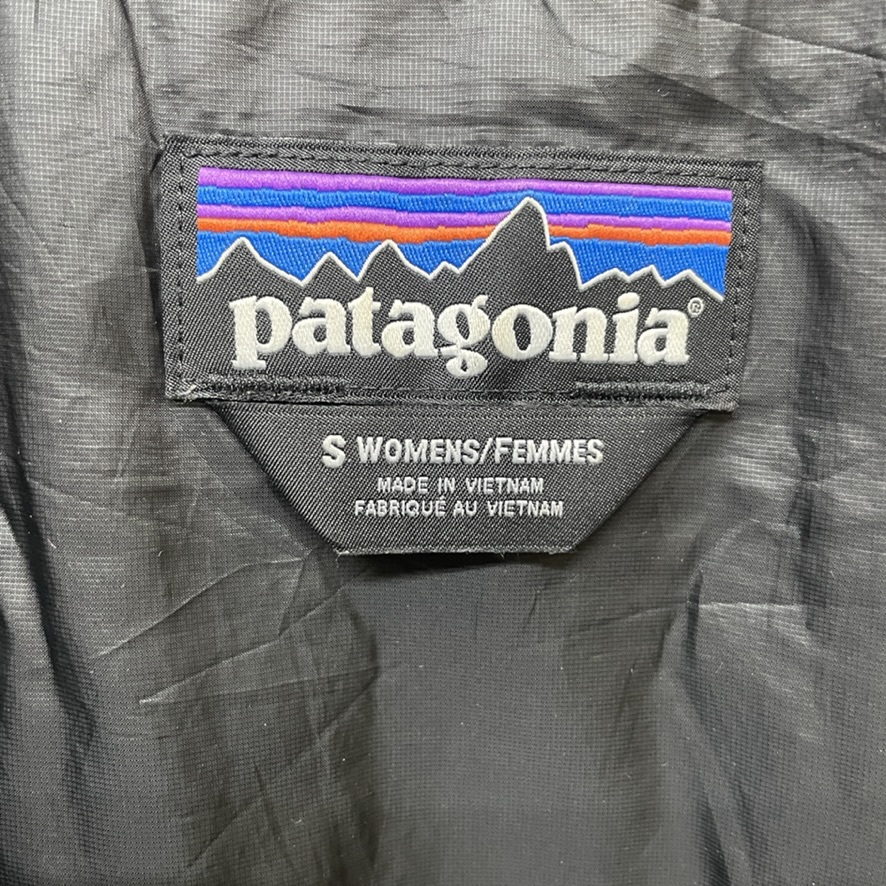 patagonia®
S WOMENS/FEMMES
MADE IN VIETNAM
FABRIQUÉ AU VIETNAM